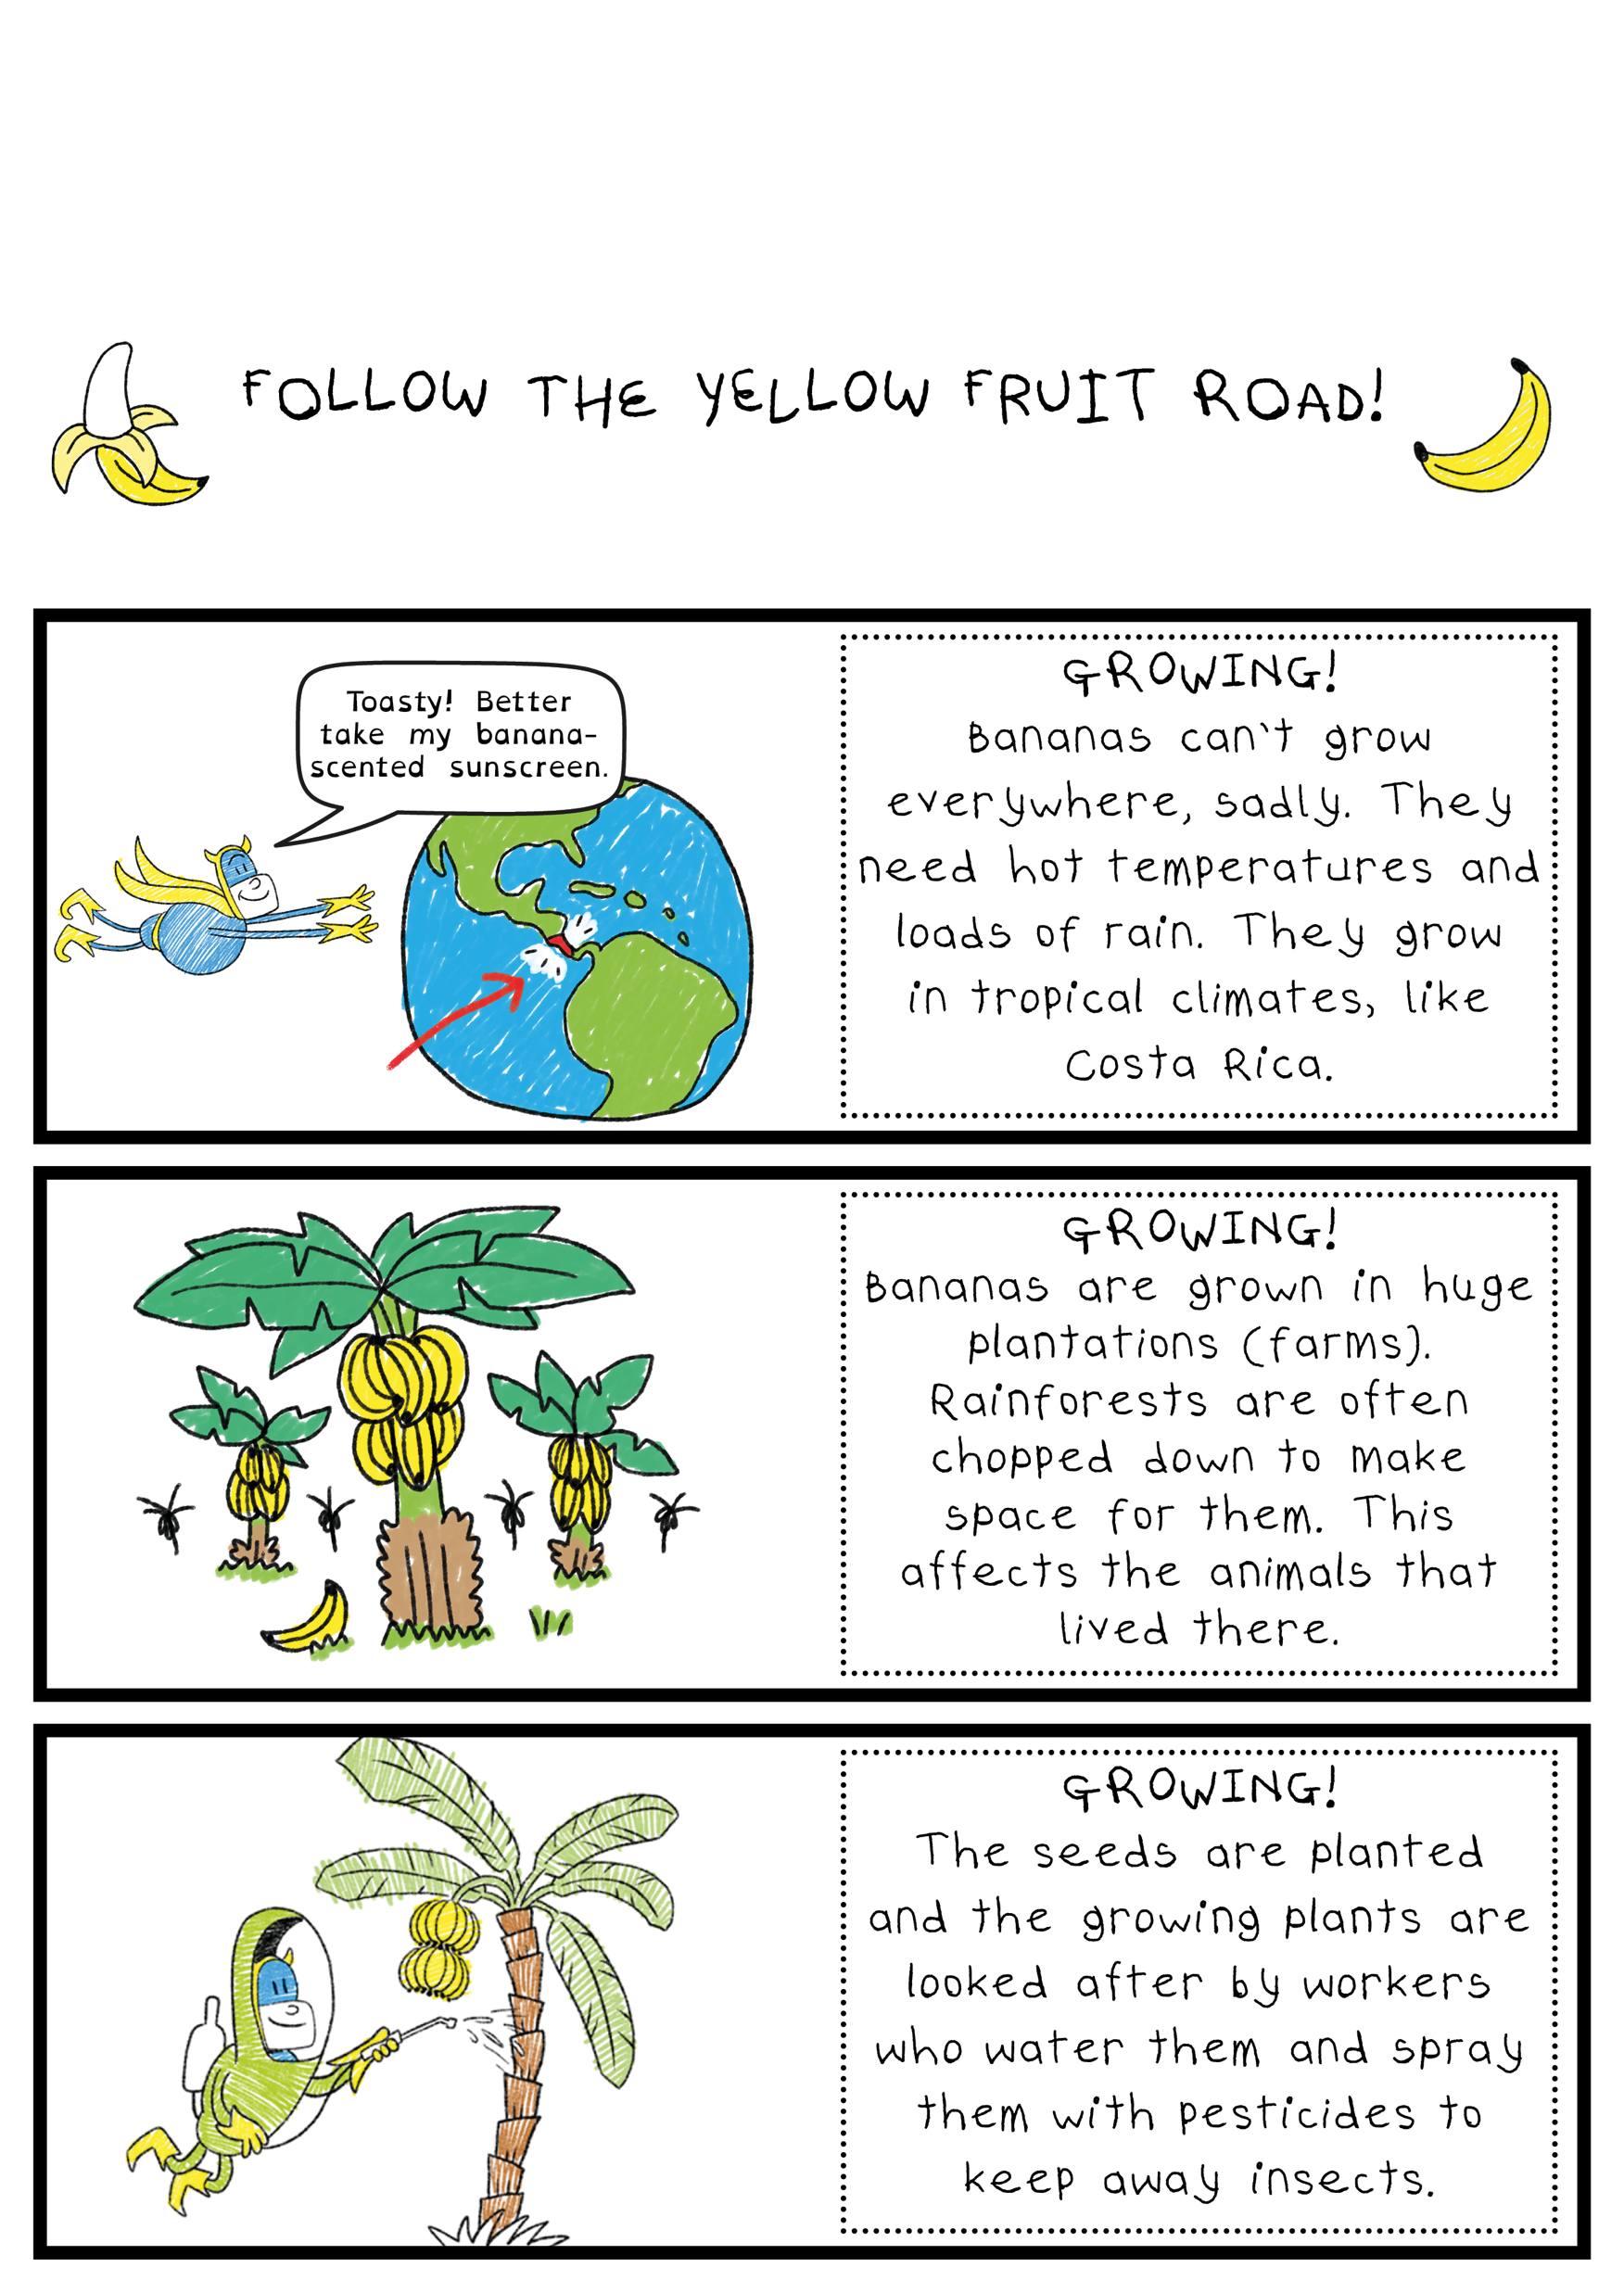 FOLLOW THE YELLOW FRUIT ROAD!
Toasty! Better
take my banana-
scented sunscreen.
GROWING!
Bananas can't grow
everywhere, sadly. They
need hot temperatures and
loads of rain. They grow
in tropical climates, like
Costa Rica.
GROWING!
Bananas are grown in huge
plantations (farms).
Rainforests are often
chopped down to make
space for them. This
affects the animals that
lived there.
GROWING!
The seeds are planted
and the growing plants are
looked after by workers
who water them and spray
them with pesticides to
keep away insects.